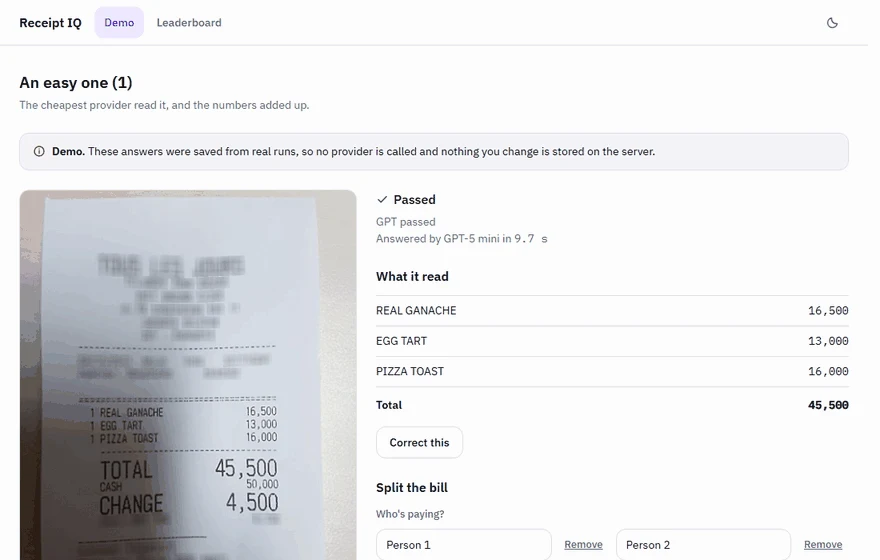 Receipt IQ Demo Leaderboard
An easy one (1)
The cheapest provider read it, and the numbers added up.
Demo. These answers were saved from real runs, so no provider is called and nothing you change is stored on the server.
1 REAL GANACHE 16,500
1 EGG TART 13,000
1 PIZZA TOAST 16,000
TOTAL 45,500
CASH 50,000
CHANGE 4,500
Passed
GPT passed
Answered by GPT-5 mini in 9.7 s
What it read
REAL GANACHE 16,500
EGG TART 13,000
PIZZA TOAST 16,000
Total 45,500
Correct this
Split the bill
Who's paying?
Person 1 Remove Person 2 Remove